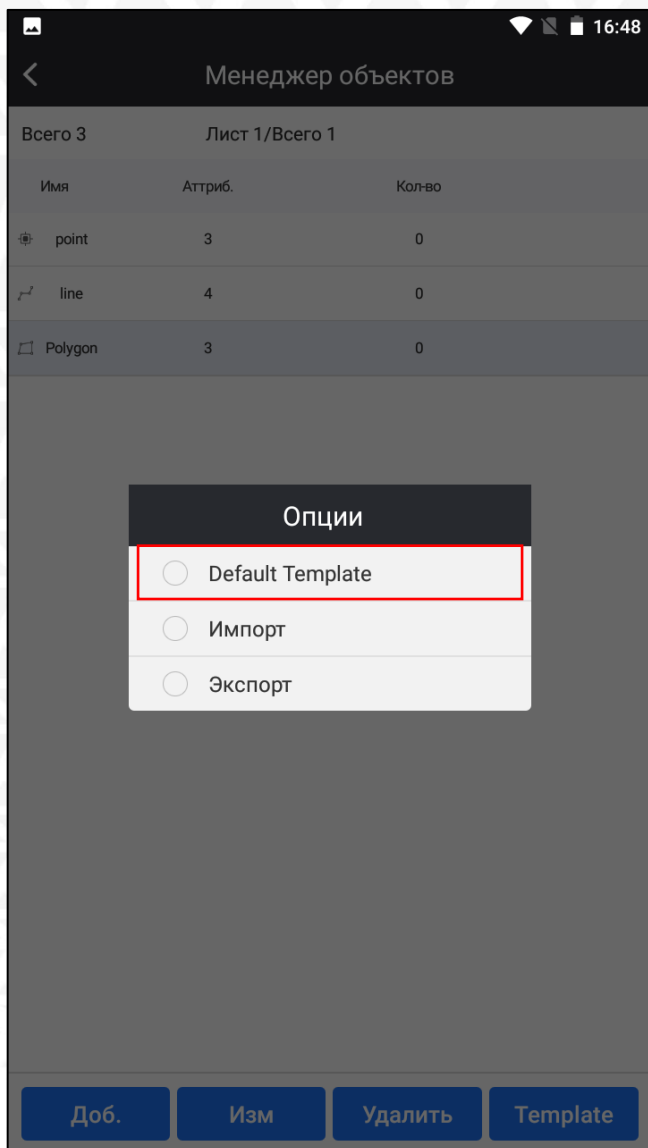 16:48
Менеджер объектов
Всего 3 Лист 1/Всего 1
Имя Аттриб. Кол-во
point 3 0
line 4 0
Polygon 3 0
Опции
Default Template
Импорт
Экспорт
Доб. Изм Удалить Template